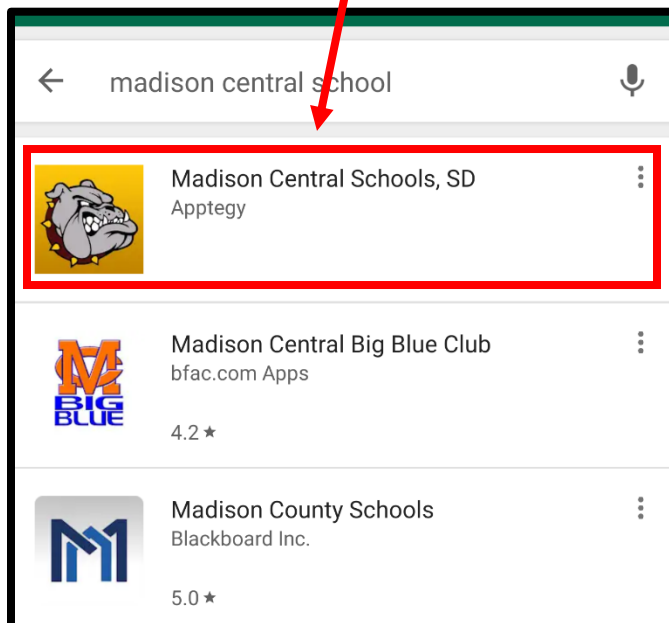 madison central school
Madison Central Schools, SD
Apptegy
Madison Central Big Blue Club
bfac.com Apps
4.2 ★
MC
BIG
BLUE
Madison County Schools
Blackboard Inc.
5.0 ★
M